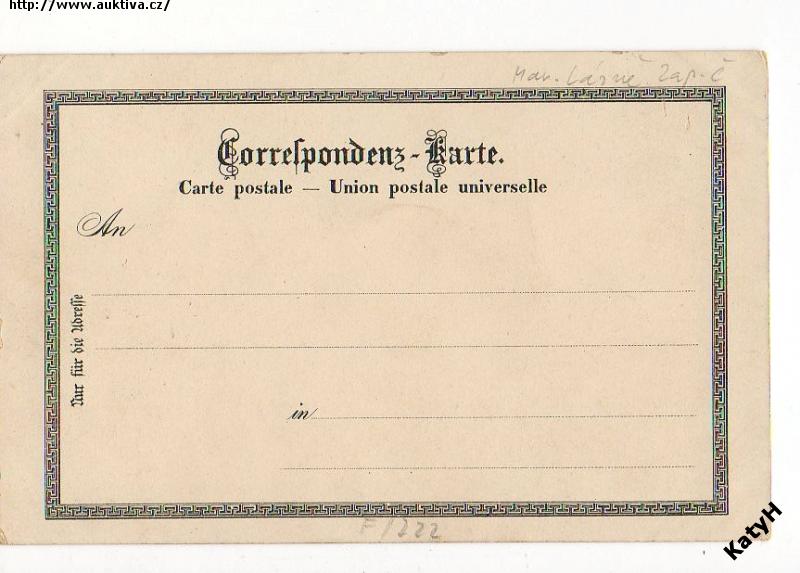 http://www.auktiva.cz/
Mar. Lázně Zap. Č
Correſpondenz-Karte.
Carte postale — Union postale universelle
An
Nur für die Adreſſe
in
F/222
KatyH